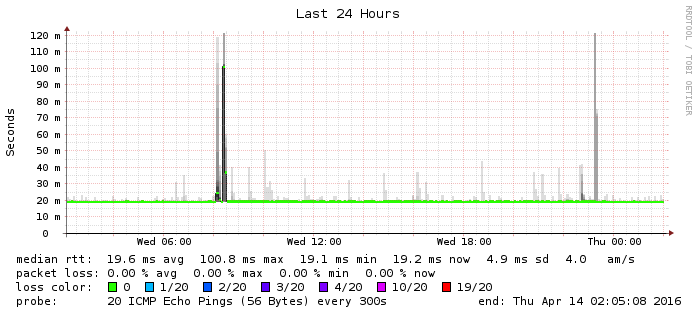 Last 24 Hours
RRDTOOL / TOBI OETIKER
Seconds
120 m
110 m
100 m
90 m
80 m
70 m
60 m
50 m
40 m
30 m
20 m
10 m
0
Wed 06:00 Wed 12:00 Wed 18:00 Thu 00:00
median rtt: 19.6 ms avg 100.8 ms max 19.1 ms min 19.2 ms now 4.9 ms sd 4.0 am/s
packet loss: 0.00 % avg 0.00 % max 0.00 % min 0.00 % now
loss color: 0 1/20 2/20 3/20 4/20 10/20 19/20
probe: 20 ICMP Echo Pings (56 Bytes) every 300s end: Thu Apr 14 02:05:08 2016